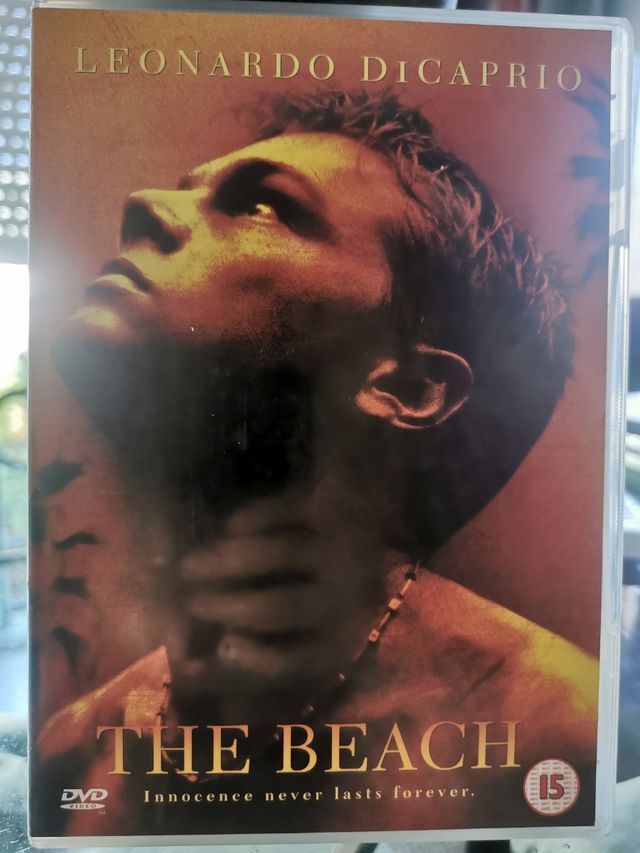 LEONARDO DiCAPRIO
THE BEACH
Innocence never lasts forever.
DVD
VIDEO
15